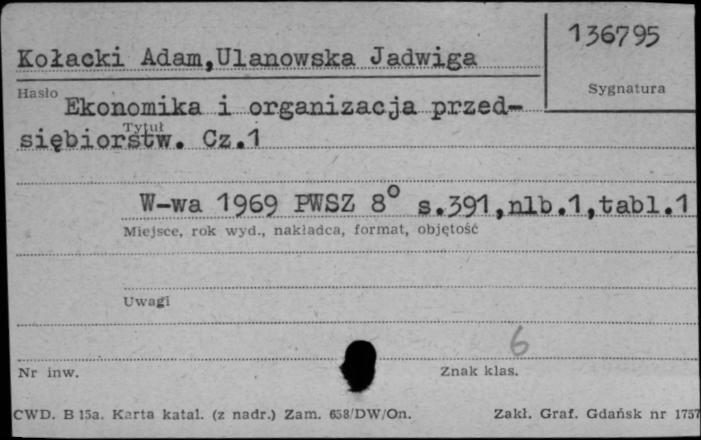 136795
Kołacki Adam,Ulanowska Jadwiga
Sygnatura
Hasło
Ekonomika i organizacja przed-
Tytuł
siębiorstw. Cz.1
W-wa 1969 PWSZ 8° s.391,nlb.1,tabl.1
Miejsce, rok wyd., nakładca, format, objętość
Uwagi
6
Nr inw.
Znak klas.
CWD. B 15a. Karta katal. (z nadr.) Zam. 658/DW/On.
Zakł. Graf. Gdańsk nr 1757